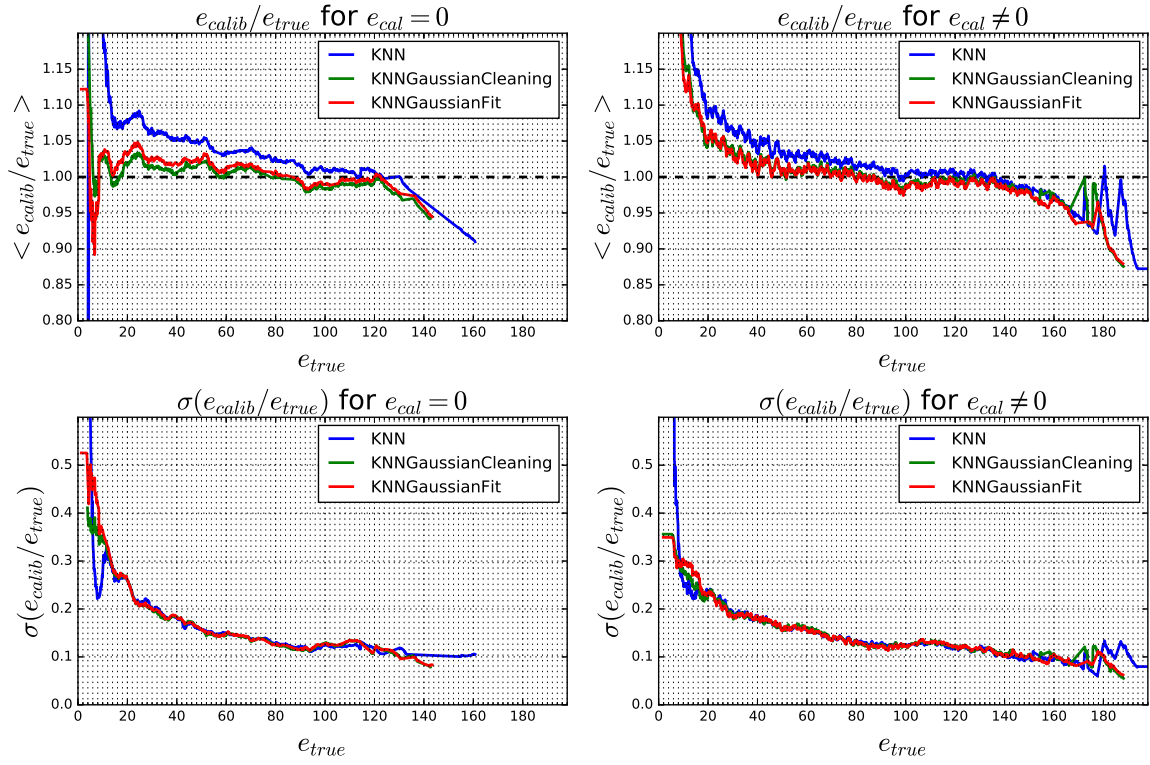 e_calib/e_true for e_cal = 0
KNN
KNNGaussianCleaning
KNNGaussianFit
1.15
1.10
1.05
1.00
0.95
0.90
0.85
0.80
< e_calib/e_true >
0 20 40 60 80 100 120 140 160 180
e_true
e_calib/e_true for e_cal ≠ 0
KNN
KNNGaussianCleaning
KNNGaussianFit
1.15
1.10
1.05
1.00
0.95
0.90
0.85
0.80
< e_calib/e_true >
0 20 40 60 80 100 120 140 160 180
e_true
σ(e_calib/e_true) for e_cal = 0
KNN
KNNGaussianCleaning
KNNGaussianFit
0.5
0.4
0.3
0.2
0.1
0.0
σ(e_calib/e_true)
0 20 40 60 80 100 120 140 160 180
e_true
σ(e_calib/e_true) for e_cal ≠ 0
KNN
KNNGaussianCleaning
KNNGaussianFit
0.5
0.4
0.3
0.2
0.1
0.0
σ(e_calib/e_true)
0 20 40 60 80 100 120 140 160 180
e_true